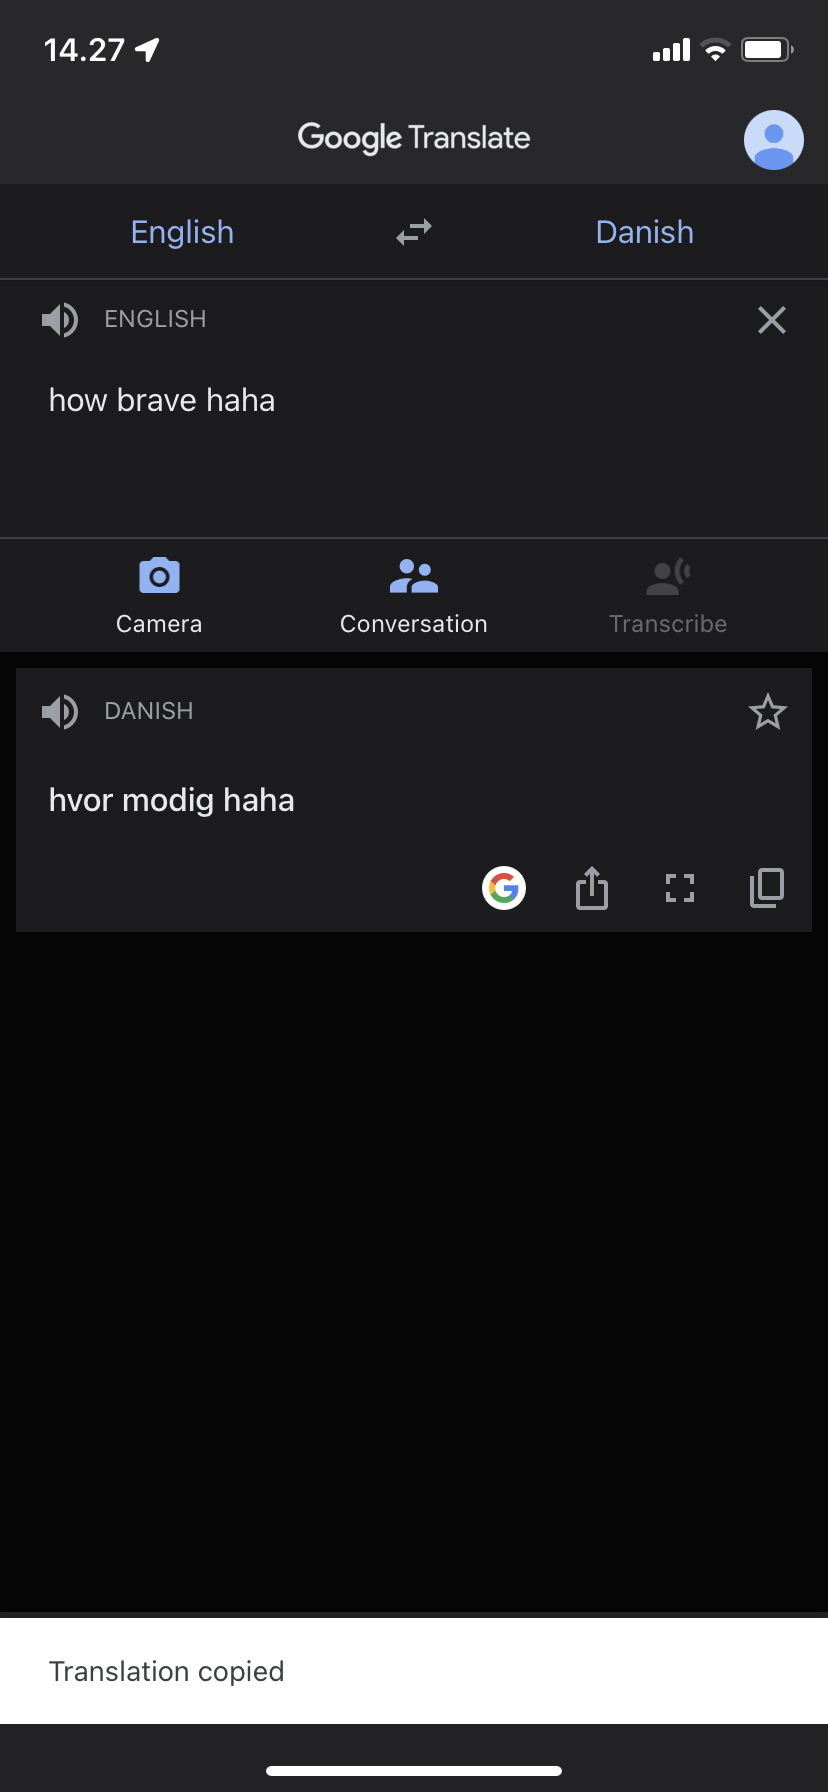 14.27
Google Translate
English
Danish
ENGLISH
how brave haha
Camera
Conversation
Transcribe
DANISH
hvor modig haha
Translation copied